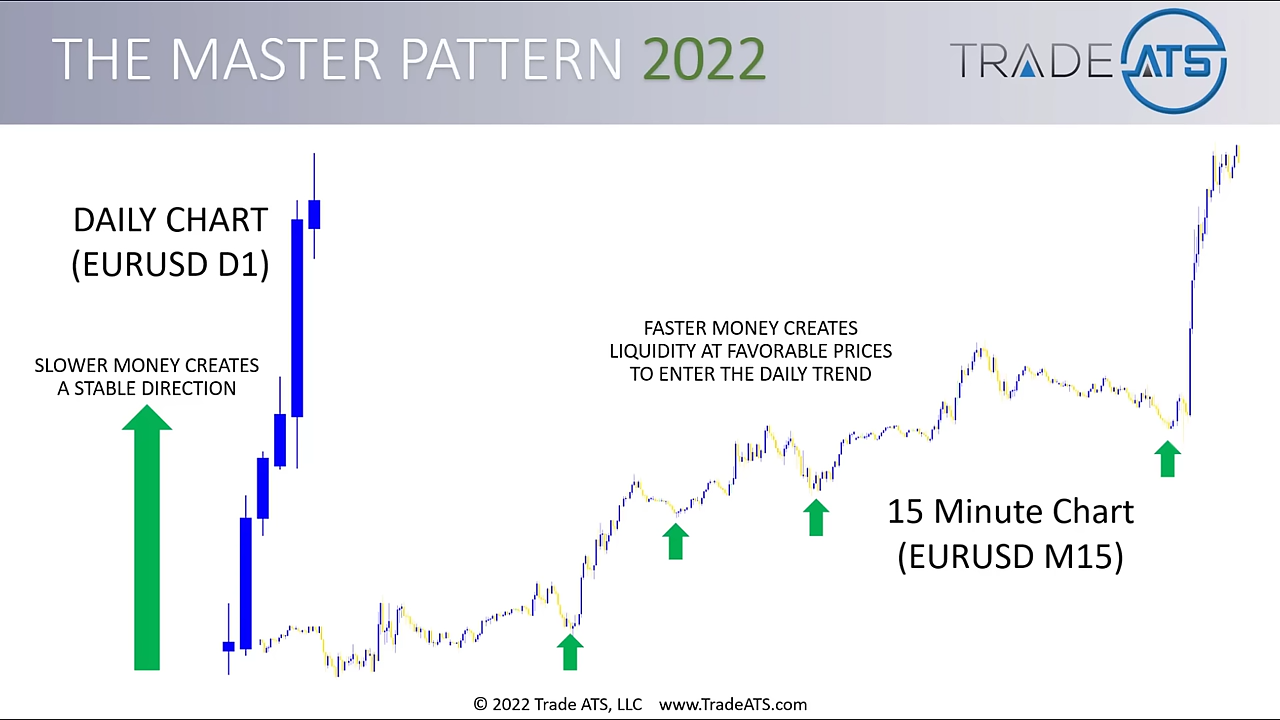 THE MASTER PATTERN 2022
TRADE ATS
DAILY CHART
(EURUSD D1)
SLOWER MONEY CREATES
A STABLE DIRECTION
FASTER MONEY CREATES
LIQUIDITY AT FAVORABLE PRICES
TO ENTER THE DAILY TREND
15 Minute Chart
(EURUSD M15)
© 2022 Trade ATS, LLC www.TradeATS.com